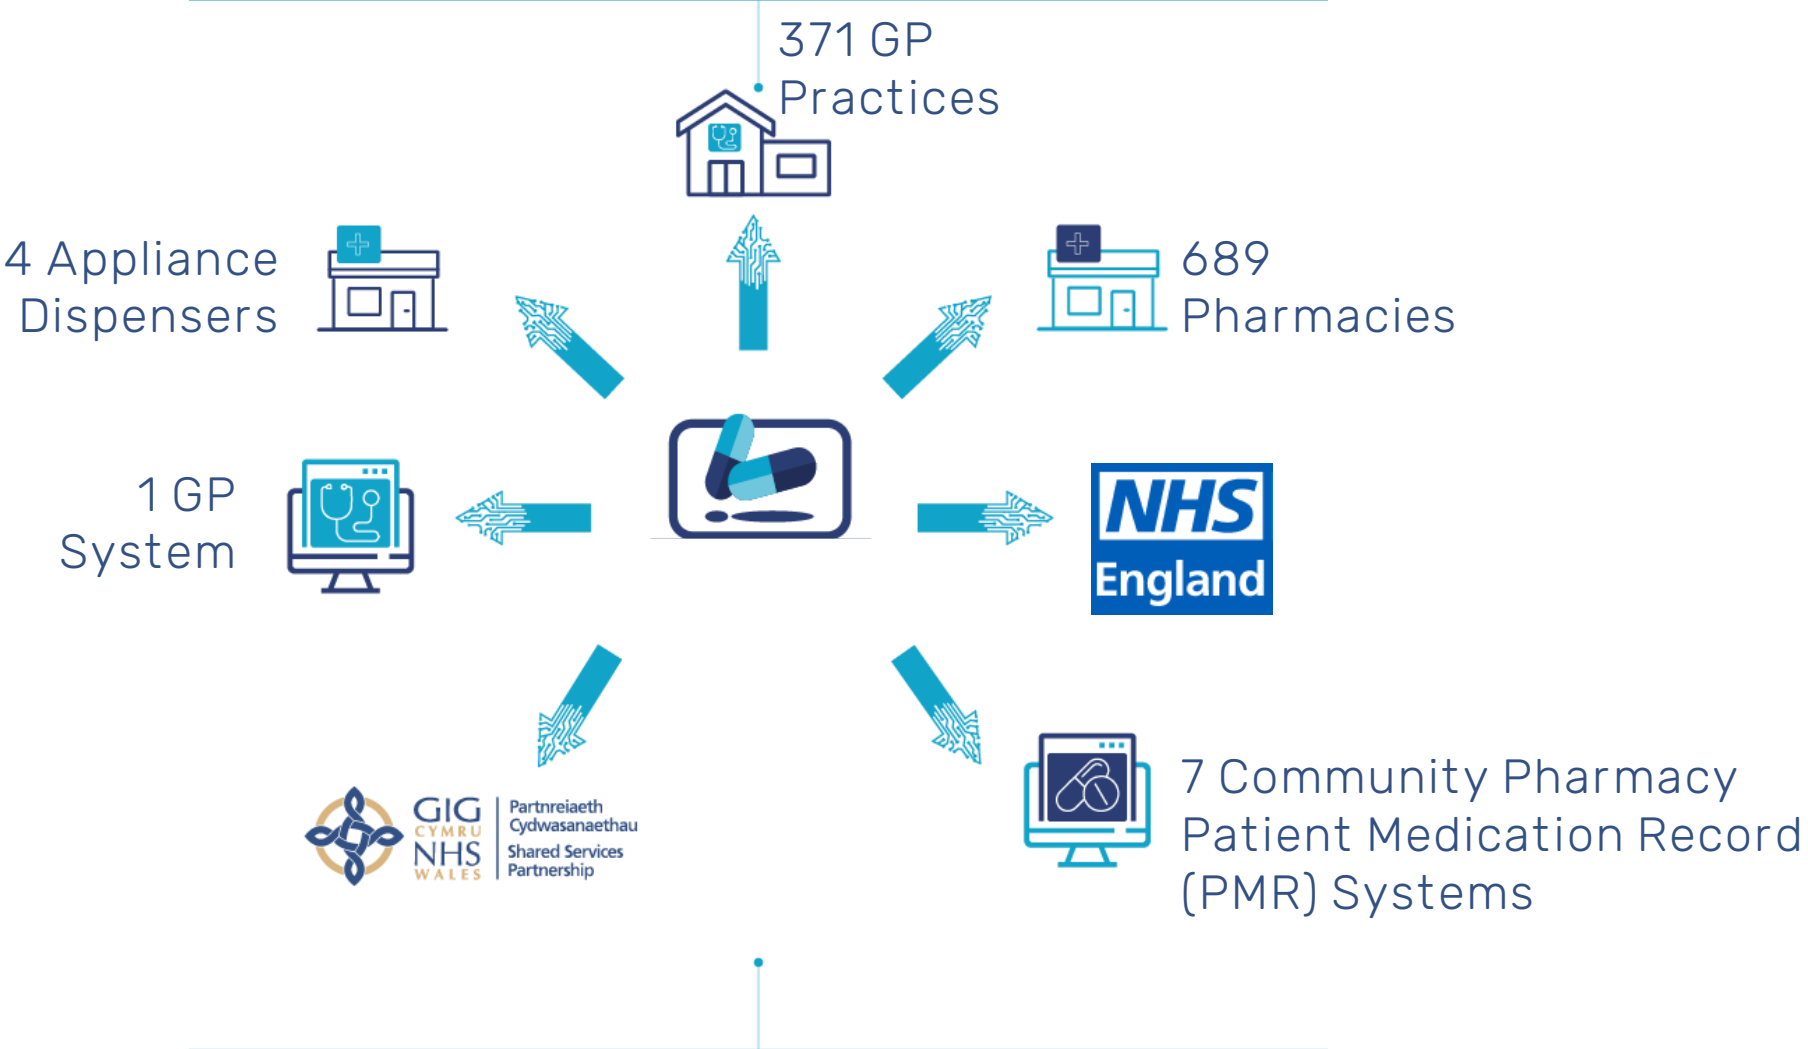 371 GP
Practices
4 Appliance
Dispensers
689
Pharmacies
1 GP
System
NHS
England
GIG
CYMRU
NHS
WALES
Partnreiaeth
Cydwasanaethau
Shared Services
Partnership
7 Community Pharmacy
Patient Medication Record
(PMR) Systems